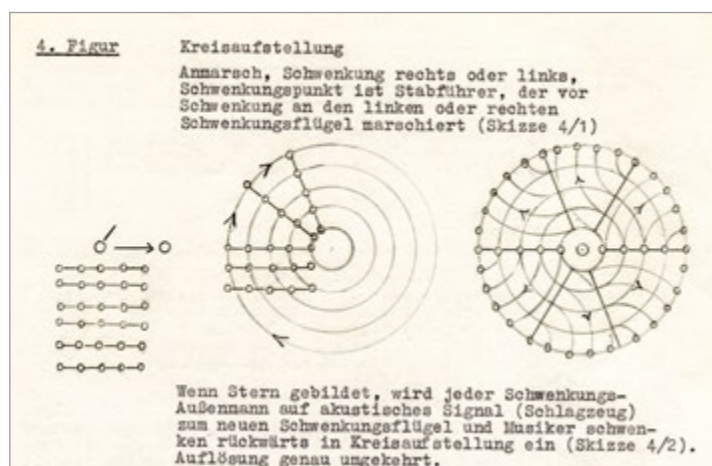 4. Figur Kreisaufstellung
Anmarsch, Schwenkung rechts oder links,
Schwenkungspunkt ist Stabführer, der vor
Schwenkung an den linken oder rechten
Schwenkungsflügel marschiert (Skizze 4/1)
Wenn Stern gebildet, wird jeder Schwenkungs-
Außenmann auf akustisches Signal (Schlagzeug)
zum neuen Schwenkungsflügel und Musiker schwen-
ken rückwärts in Kreisaufstellung ein (Skizze 4/2).
Auflösung genau umgekehrt.